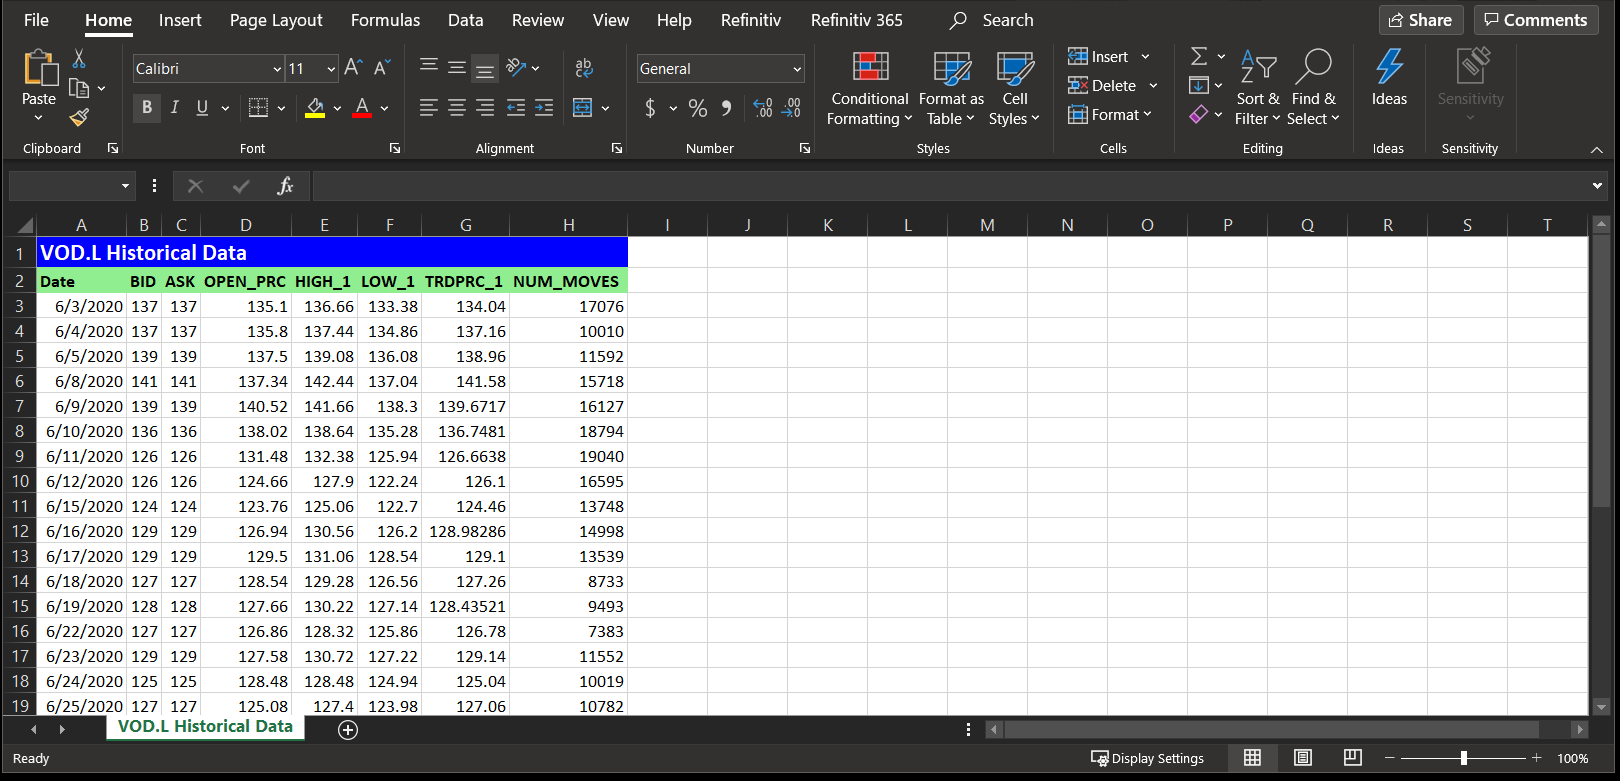 File Home Insert Page Layout Formulas Data Review View Help Refinitiv Refinitiv 365 Search Share Comments
Paste Calibri 11 A A ab c General Insert Delete Format Σ A Z
B I U A $ % 9 .00 .00 Conditional Formatting Format as Table Cell Styles Sort & Filter Find & Select Ideas Sensitivity
Clipboard Font Alignment Number Styles Cells Editing Ideas Sensitivity
fx
A B C D E F G H I J K L M N O P Q R S T
1 VOD.L Historical Data
2 Date BID ASK OPEN_PRC HIGH_1 LOW_1 TRDPRC_1 NUM_MOVES
3 6/3/2020 137 137 135.1 136.66 133.38 134.04 17076
4 6/4/2020 137 137 135.8 137.44 134.86 137.16 10010
5 6/5/2020 139 139 137.5 139.08 136.08 138.96 11592
6 6/8/2020 141 141 137.34 142.44 137.04 141.58 15718
7 6/9/2020 139 139 140.52 141.66 138.3 139.6717 16127
8 6/10/2020 136 136 138.02 138.64 135.28 136.7481 18794
9 6/11/2020 126 126 131.48 132.38 125.94 126.6638 19040
10 6/12/2020 126 126 124.66 127.9 122.24 126.1 16595
11 6/15/2020 124 124 123.76 125.06 122.7 124.46 13748
12 6/16/2020 129 129 126.94 130.56 126.2 128.98286 14998
13 6/17/2020 129 129 129.5 131.06 128.54 129.1 13539
14 6/18/2020 127 127 128.54 129.28 126.56 127.26 8733
15 6/19/2020 128 128 127.66 130.22 127.14 128.43521 9493
16 6/22/2020 127 127 126.86 128.32 125.86 126.78 7383
17 6/23/2020 129 129 127.58 130.72 127.22 129.14 11552
18 6/24/2020 125 125 128.48 128.48 124.94 125.04 10019
19 6/25/2020 127 127 125.08 127.4 123.98 127.06 10782
VOD.L Historical Data
Ready Display Settings 100%